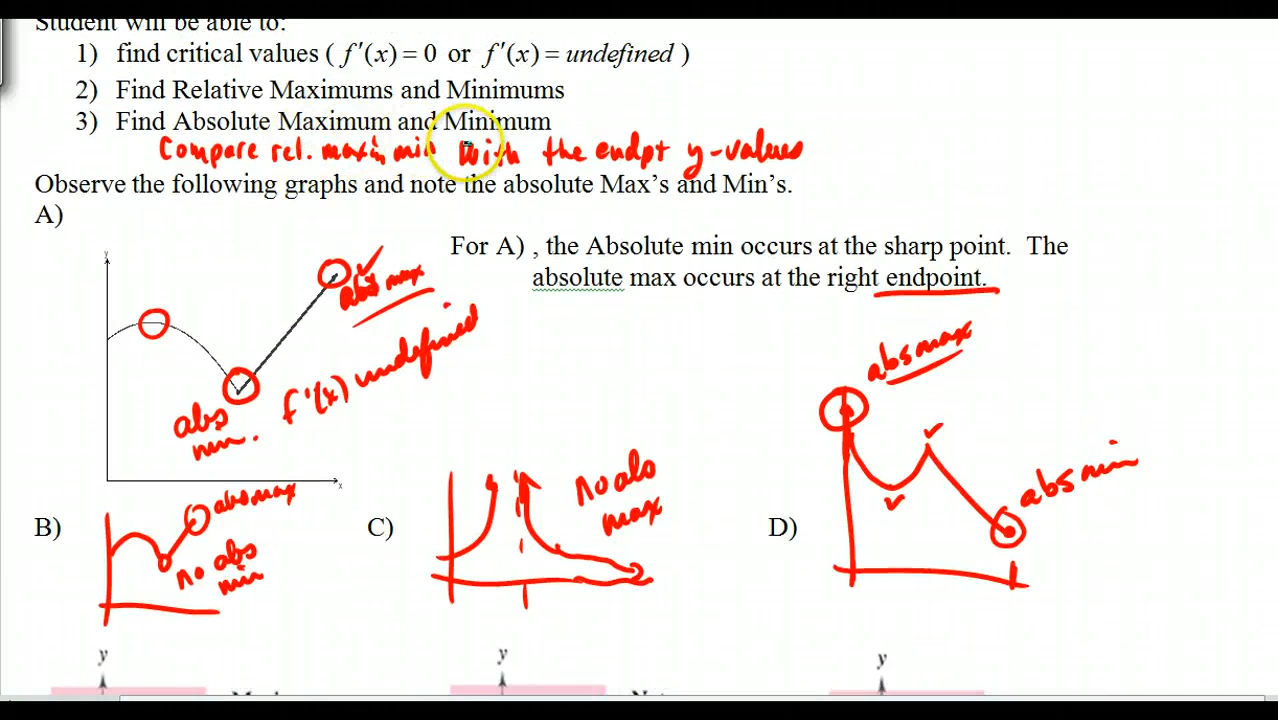 Student will be able to:
1) find critical values ( f′(x) = 0 or f′(x) = undefined )
2) Find Relative Maximums and Minimums
3) Find Absolute Maximum and Minimum
Compare rel. max, min with the endpt y-values
Observe the following graphs and note the absolute Max’s and Min’s.
A)
For A) , the Absolute min occurs at the sharp point. The
absolute max occurs at the right endpoint.
y
abs max
f'(x) undefined
abs
min.
x
B)
abs max
no abs
min
C)
no abs
max
D)
abs max
abs min
y
y
y